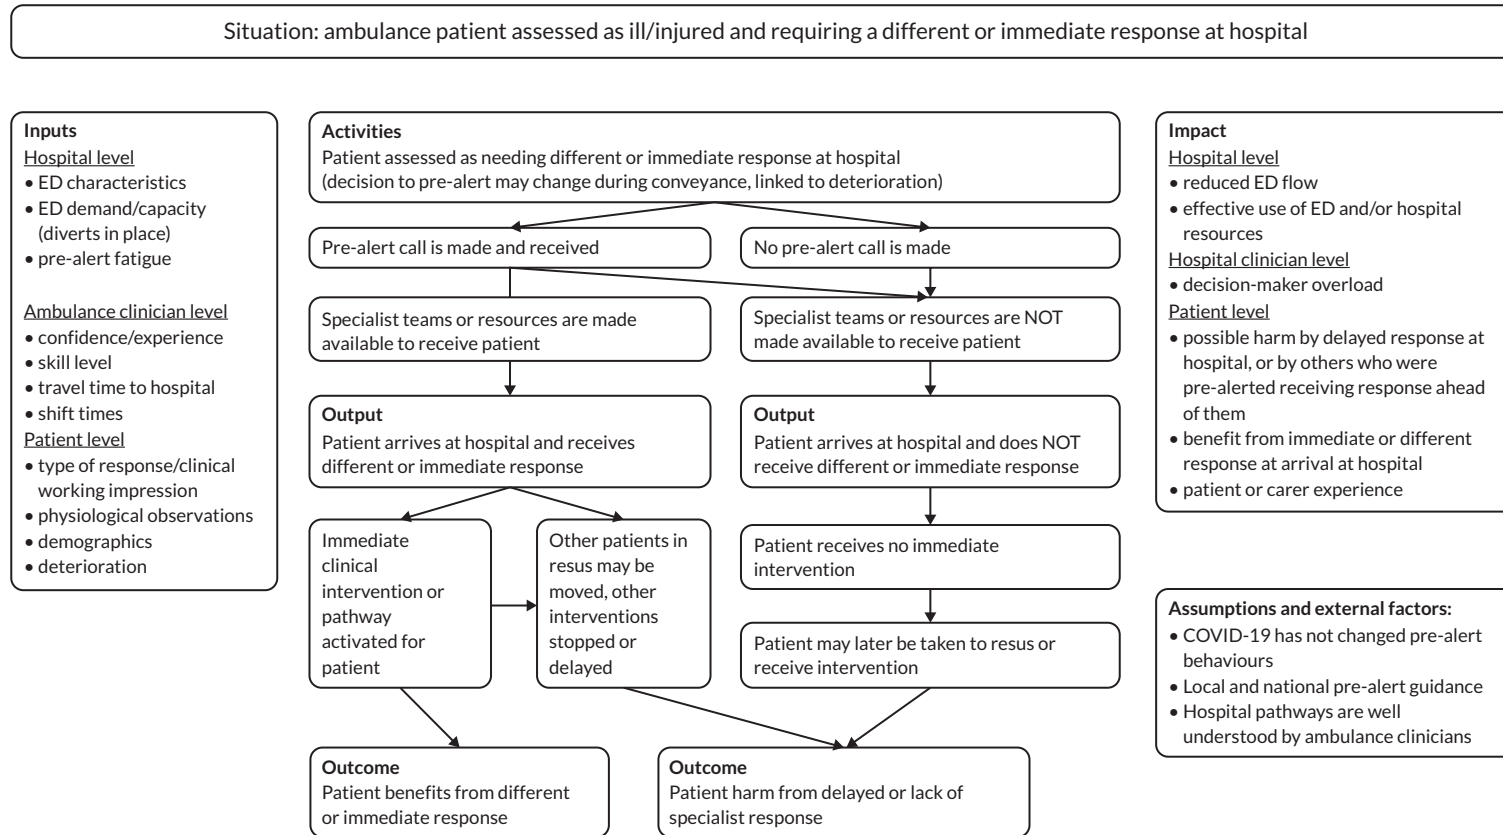 Situation: ambulance patient assessed as ill/injured and requiring a different or immediate response at hospital
Inputs
Hospital level
• ED characteristics
• ED demand/capacity
(diverts in place)
• pre-alert fatigue
Ambulance clinician level
• confidence/experience
• skill level
• travel time to hospital
• shift times
Patient level
• type of response/clinical
working impression
• physiological observations
• demographics
• deterioration
Activities
Patient assessed as needing different or immediate response at hospital
(decision to pre-alert may change during conveyance, linked to deterioration)
Pre-alert call is made and received
No pre-alert call is made
Specialist teams or resources are made
available to receive patient
Specialist teams or resources are NOT
made available to receive patient
Output
Patient arrives at hospital and receives
different or immediate response
Output
Patient arrives at hospital and does NOT
receive different or immediate response
Immediate
clinical
intervention or
pathway
activated for
patient
Other patients in
resus may be
moved, other
interventions
stopped or
delayed
Patient receives no immediate
intervention
Patient may later be taken to resus or
receive intervention
Outcome
Patient benefits from different
or immediate response
Outcome
Patient harm from delayed or lack of
specialist response
Impact
Hospital level
• reduced ED flow
• effective use of ED and/or hospital
resources
Hospital clinician level
• decision-maker overload
Patient level
• possible harm by delayed response at
hospital, or by others who were
pre-alerted receiving response ahead
of them
• benefit from immediate or different
response at arrival at hospital
• patient or carer experience
Assumptions and external factors:
• COVID-19 has not changed pre-alert
behaviours
• Local and national pre-alert guidance
• Hospital pathways are well
understood by ambulance clinicians